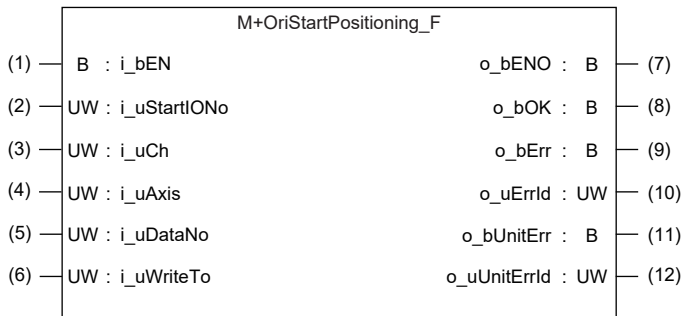 M+OriStartPositioning_F
(1) B : i_bEN o_bENO : B (7)
(2) UW : i_uStartIONo o_bOK : B (8)
(3) UW : i_uCh o_bErr : B (9)
(4) UW : i_uAxis o_uErrId : UW (10)
(5) UW : i_uDataNo o_bUnitErr : B (11)
(6) UW : i_uWriteTo o_uUnitErrId : UW (12)